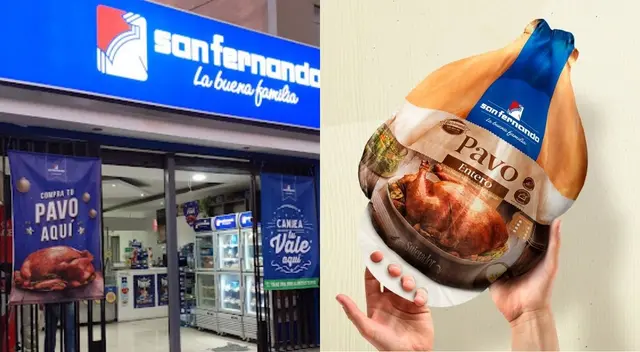 san fernando
La buena familia
COMPRA TU
PAVO
AQUÍ
CANJEA
tu
Vale
aquí
san fernando
La buena familia
Pavo
Entero